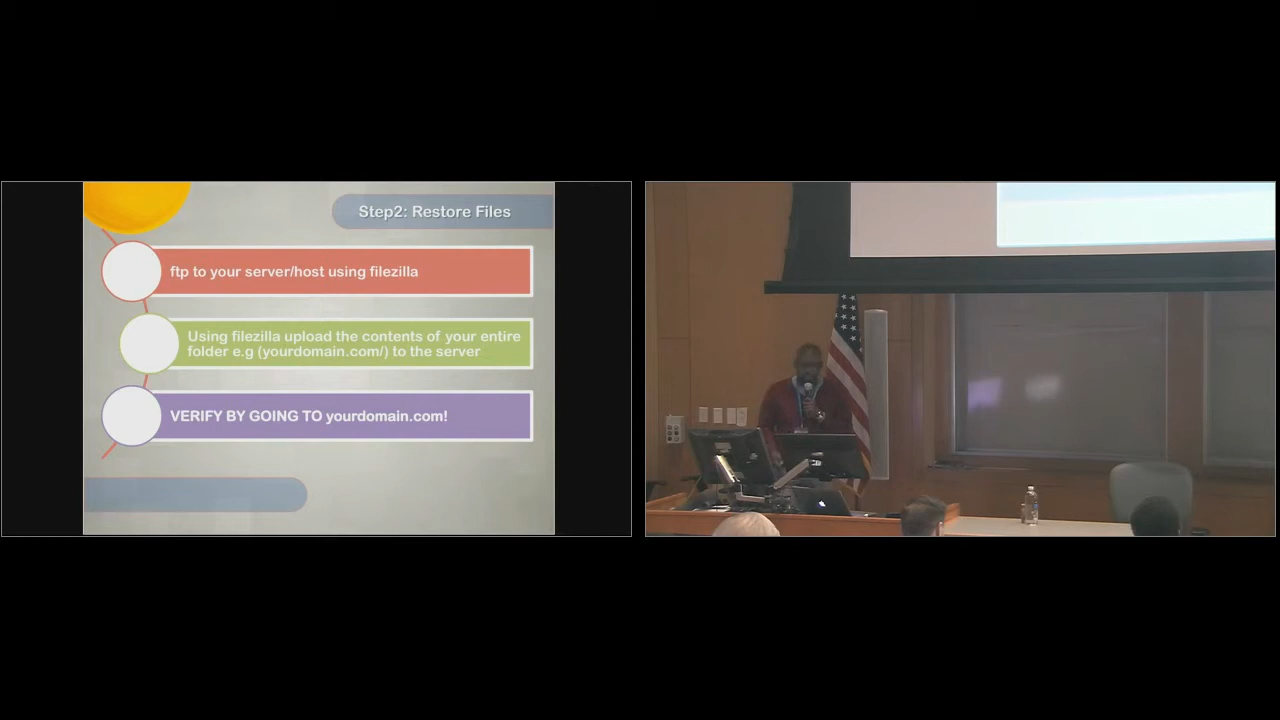 Step2: Restore Files
ftp to your server/host using filezilla
Using filezilla upload the contents of your entire
folder e.g (yourdomain.com/) to the server
VERIFY BY GOING TO yourdomain.com!